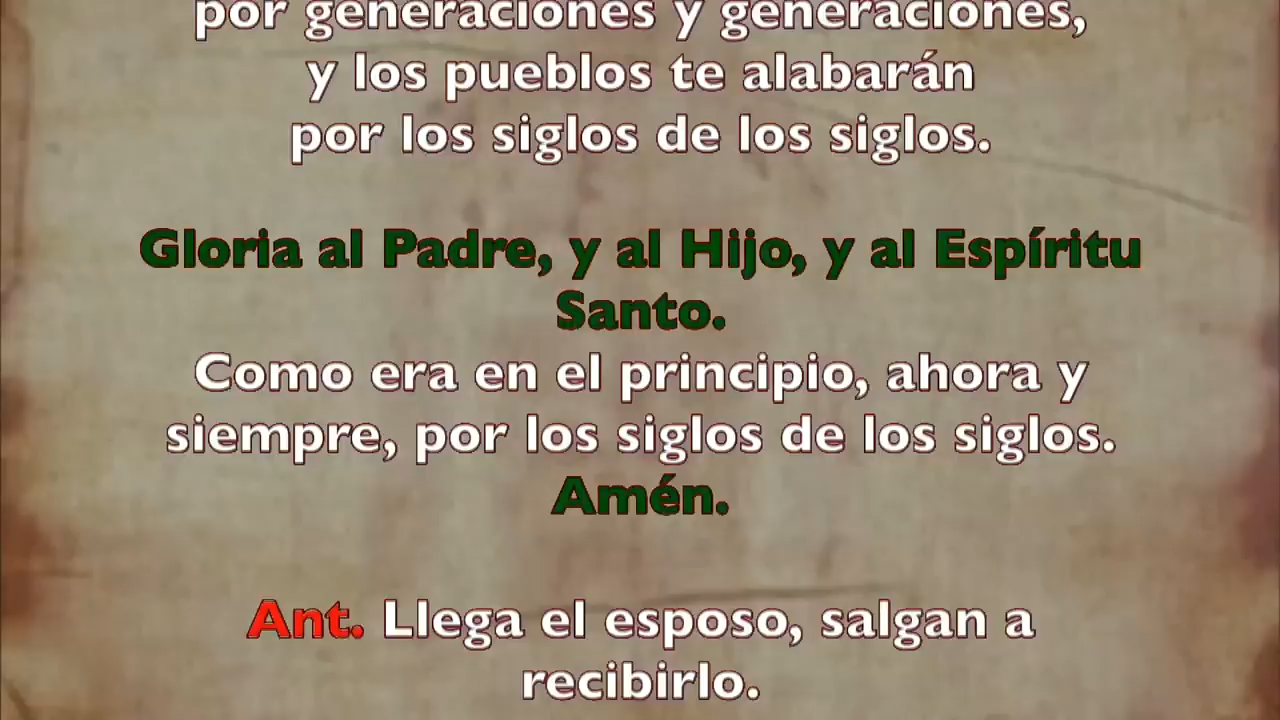 por generaciones y generaciones,
y los pueblos te alabarán
por los siglos de los siglos.
Gloria al Padre, y al Hijo, y al Espíritu
Santo.
Como era en el principio, ahora y
siempre, por los siglos de los siglos.
Amén.
Ant. Llega el esposo, salgan a
recibirlo.